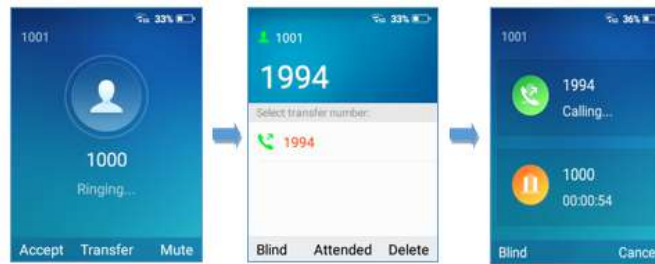 33%
1001
1000
Ringing...
Accept Transfer Mute
33%
1001
1994
Select transfer number:
1994
Blind Attended Delete
36%
1001
1994
Calling...
1000
00:00:54
Blind Cance